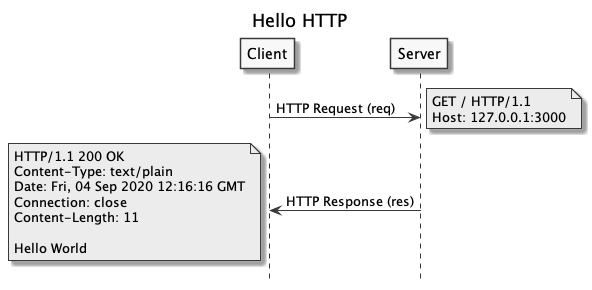 Hello HTTP
Client
Server
HTTP Request (req)
GET / HTTP/1.1
Host: 127.0.0.1:3000
HTTP/1.1 200 OK
Content-Type: text/plain
Date: Fri, 04 Sep 2020 12:16:16 GMT
Connection: close
Content-Length: 11
Hello World
HTTP Response (res)